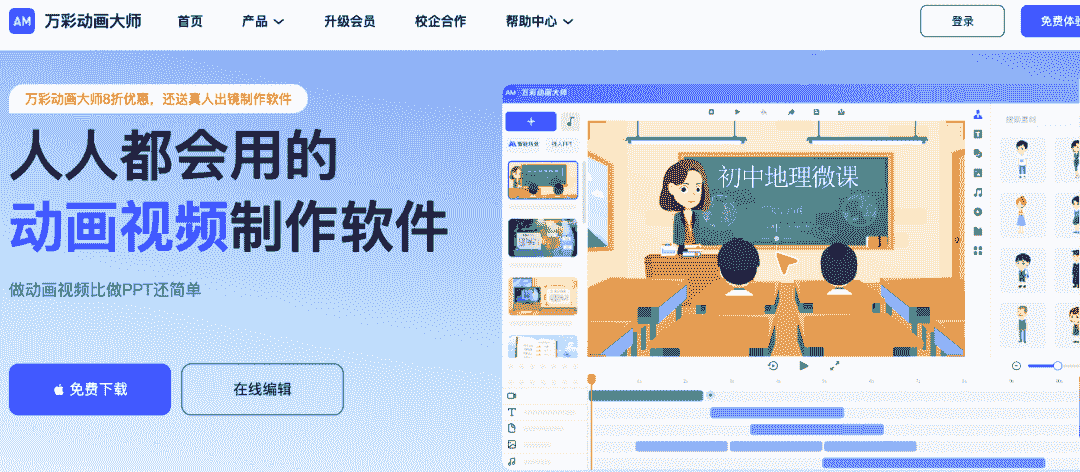 AM 万彩动画大师 首页 产品 升级会员 校企合作 帮助中心 登录 免费体
万彩动画大师8折优惠，还送真人出镜制作软件
人人都会用的
动画视频制作软件
做动画视频比做PPT还简单
免费下载 在线编辑
AM 万彩动画大师
初中地理微课